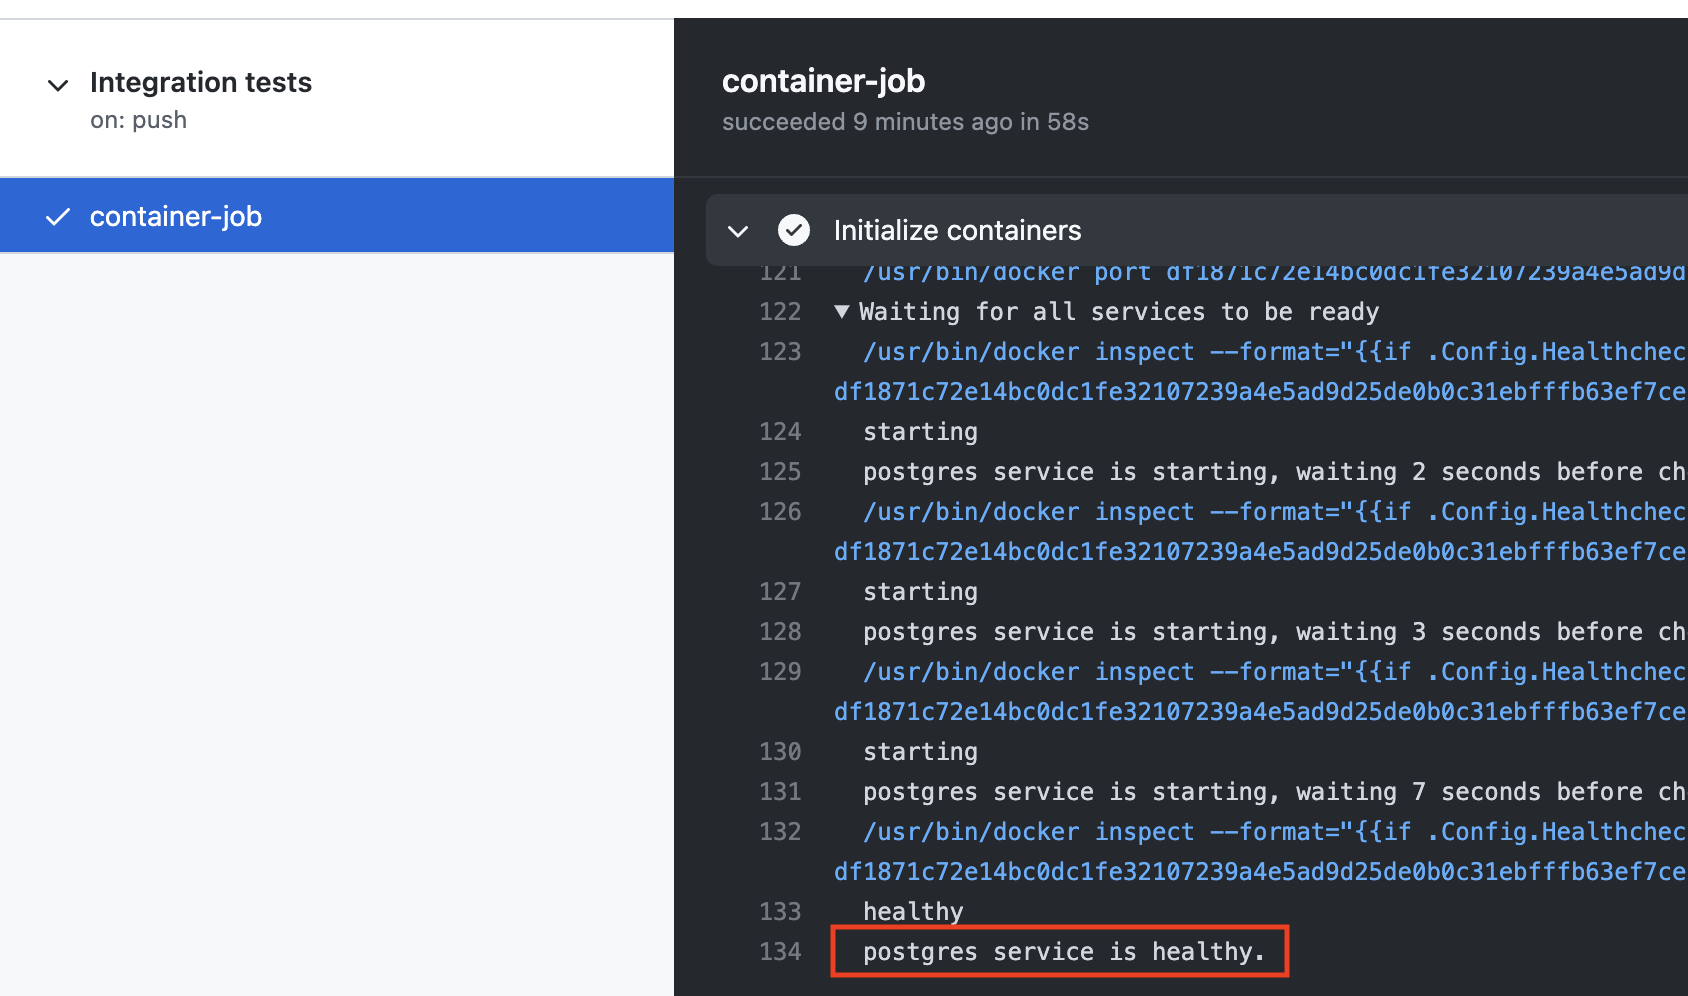 Integration tests
on: push
container-job
container-job
succeeded 9 minutes ago in 58s
Initialize containers
121 /usr/bin/docker port df1871c72e14bc0dc1fe32107239a4e5ad9d
122 ▼ Waiting for all services to be ready
123 /usr/bin/docker inspect --format="{{if .Config.Healthchec
df1871c72e14bc0dc1fe32107239a4e5ad9d25de0b0c31ebfffb63ef7ce
124 starting
125 postgres service is starting, waiting 2 seconds before ch
126 /usr/bin/docker inspect --format="{{if .Config.Healthchec
df1871c72e14bc0dc1fe32107239a4e5ad9d25de0b0c31ebfffb63ef7ce
127 starting
128 postgres service is starting, waiting 3 seconds before ch
129 /usr/bin/docker inspect --format="{{if .Config.Healthchec
df1871c72e14bc0dc1fe32107239a4e5ad9d25de0b0c31ebfffb63ef7ce
130 starting
131 postgres service is starting, waiting 7 seconds before ch
132 /usr/bin/docker inspect --format="{{if .Config.Healthchec
df1871c72e14bc0dc1fe32107239a4e5ad9d25de0b0c31ebfffb63ef7ce
133 healthy
134 postgres service is healthy.